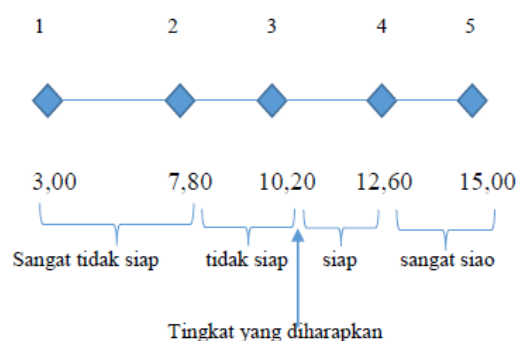 1 2 3 4 5
3,00 7,80 10,20 12,60 15,00
Sangat tidak siap tidak siap siap sangat siao
Tingkat yang diharapkan